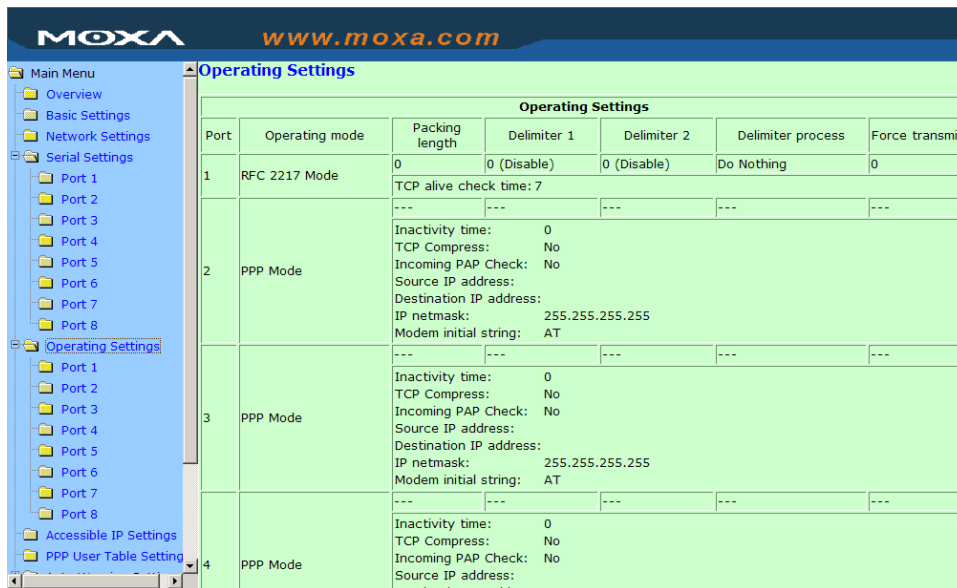 MOXA
www.moxa.com
Main Menu
Overview
Basic Settings
Network Settings
Serial Settings
Port 1
Port 2
Port 3
Port 4
Port 5
Port 6
Port 7
Port 8
Operating Settings
Port 1
Port 2
Port 3
Port 4
Port 5
Port 6
Port 7
Port 8
Accessible IP Settings
PPP User Table Setting
Operating Settings
Operating Settings
Port Operating mode Packing length Delimiter 1 Delimiter 2 Delimiter process Force transmi
1 RFC 2217 Mode 0 0 (Disable) 0 (Disable) Do Nothing 0
TCP alive check time: 7
2 PPP Mode --- --- --- --- ---
Inactivity time: 0
TCP Compress: No
Incoming PAP Check: No
Source IP address:
Destination IP address:
IP netmask: 255.255.255.255
Modem initial string: AT
3 PPP Mode --- --- --- --- ---
Inactivity time: 0
TCP Compress: No
Incoming PAP Check: No
Source IP address:
Destination IP address:
IP netmask: 255.255.255.255
Modem initial string: AT
4 PPP Mode --- --- --- --- ---
Inactivity time: 0
TCP Compress: No
Incoming PAP Check: No
Source IP address: